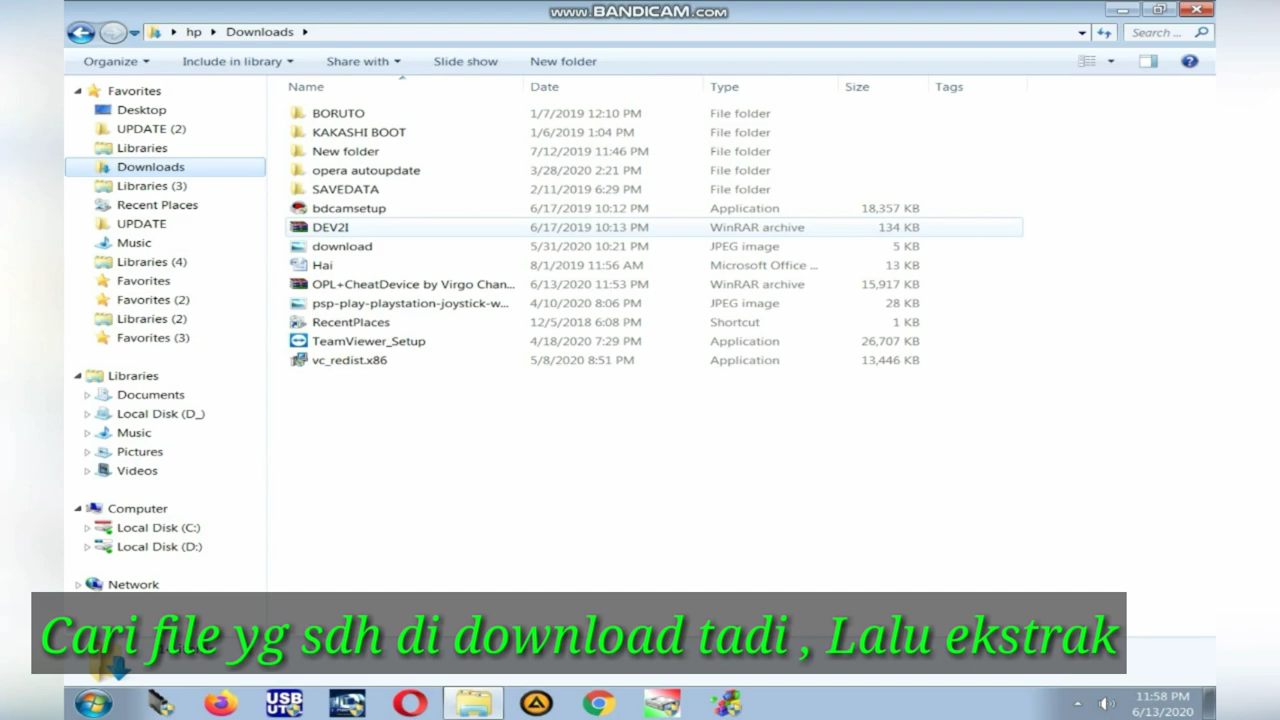 www.BANDICAM.com
hp Downloads
Search ...
Organize Include in library Share with Slide show New folder
Name Date Type Size Tags
Favorites
Desktop
UPDATE (2)
Libraries
Downloads
Libraries (3)
Recent Places
UPDATE
Music
Libraries (4)
Favorites
Favorites (2)
Libraries (2)
Favorites (3)
Libraries
Documents
Local Disk (D_)
Music
Pictures
Videos
Computer
Local Disk (C:)
Local Disk (D:)
Network
BORUTO 1/7/2019 12:10 PM File folder
KAKASHI BOOT 1/6/2019 1:04 PM File folder
New folder 7/12/2019 11:46 PM File folder
opera autoupdate 3/28/2020 2:21 PM File folder
SAVEDATA 2/11/2019 6:29 PM File folder
bdcamsetup 6/17/2019 10:12 PM Application 18,357 KB
DEV2I 6/17/2019 10:13 PM WinRAR archive 134 KB
download 5/31/2020 10:21 PM JPEG image 5 KB
Hai 8/1/2019 11:56 AM Microsoft Office ... 13 KB
OPL+CheatDevice by Virgo Chan... 6/13/2020 11:53 PM WinRAR archive 15,917 KB
psp-play-playstation-joystick-w... 4/10/2020 8:06 PM JPEG image 28 KB
RecentPlaces 12/5/2018 6:08 PM Shortcut 1 KB
TeamViewer_Setup 4/18/2020 7:29 PM Application 26,707 KB
vc_redist.x86 5/8/2020 8:51 PM Application 13,446 KB
Cari file yg sdh di download tadi , Lalu ekstrak
USB
11:58 PM
6/13/2020